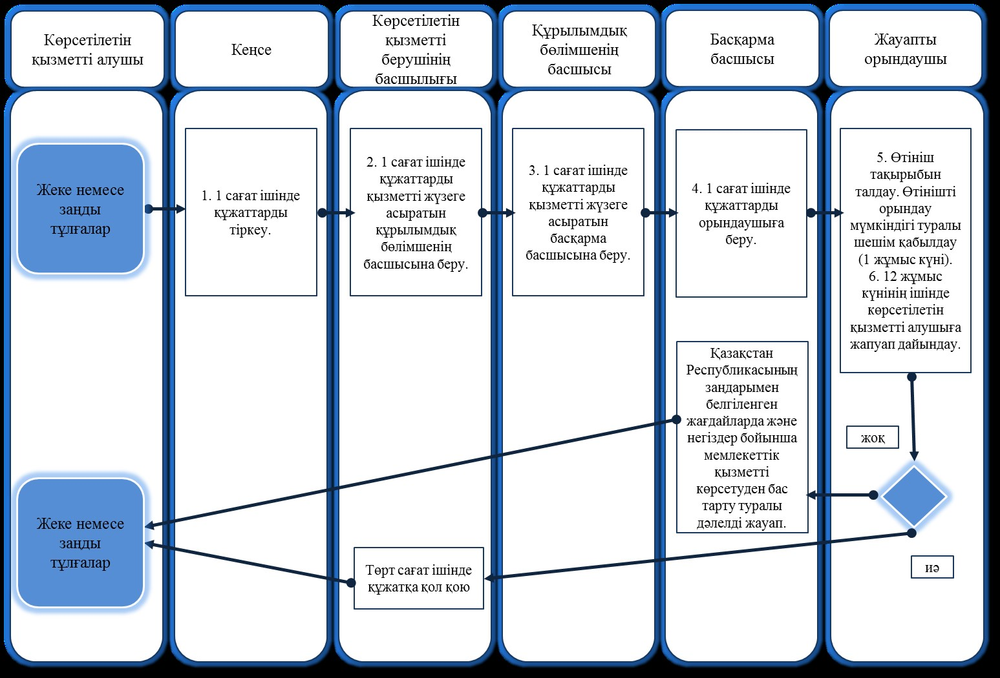 Көрсетілетін
қызметті алушы
Кеңсе
Көрсетілетін
қызметті
берушінің
басшылығы
Құрылымдық
бөлімшенің
басшысы
Басқарма
басшысы
Жауапты
орындаушы
Жеке немесе
заңды
тұлғалар
1. 1 сағат ішінде
құжаттарды
тіркеу.
2. 1 сағат ішінде
құжаттарды
қызметті жүзеге
асыратын
құрылымдық
бөлімшенің
басшысына беру.
3. 1 сағат ішінде
құжаттарды
қызметті жүзеге
асыратын
басқарма
басшысына беру.
4. 1 сағат ішінде
құжаттарды
орындаушыға
беру.
5. Өтініш
тақырыбын
талдау. Өтінішті
орындау
мүмкіндігі туралы
шешім қабылдау
(1 жұмыс күні).
6. 12 жұмыс
күнінің ішінде
көрсетілетін
қызметті алушыға
жапуап дайындау.
Қазақстан
Республикасының
заңдарымен
белгіленген
жағдайларда және
негіздер бойынша
мемлекеттік
қызметті
көрсетуден бас
тарту туралы
дәлелді жауап.
жоқ
Жеке немесе
заңды
тұлғалар
Төрт сағат ішінде
құжатқа қол қою
иә